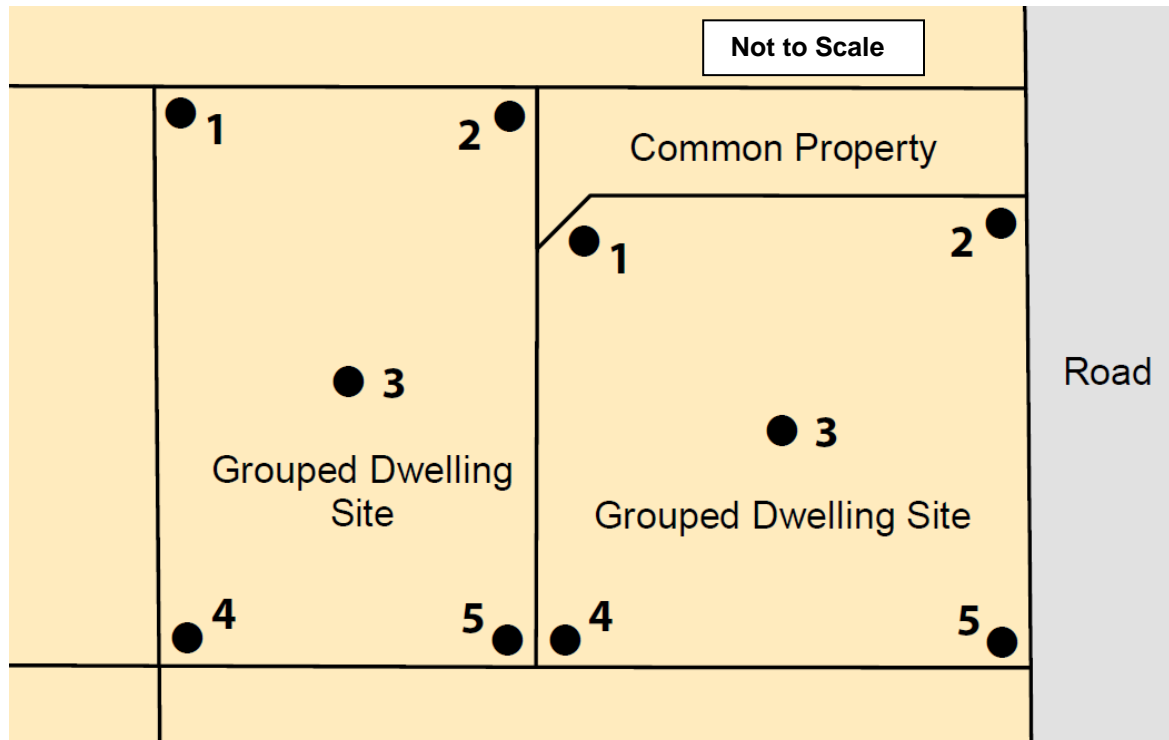 Not to Scale
1
2
Common Property
1
2
3
Road
3
Grouped Dwelling
Site
Grouped Dwelling Site
4
5
4
5